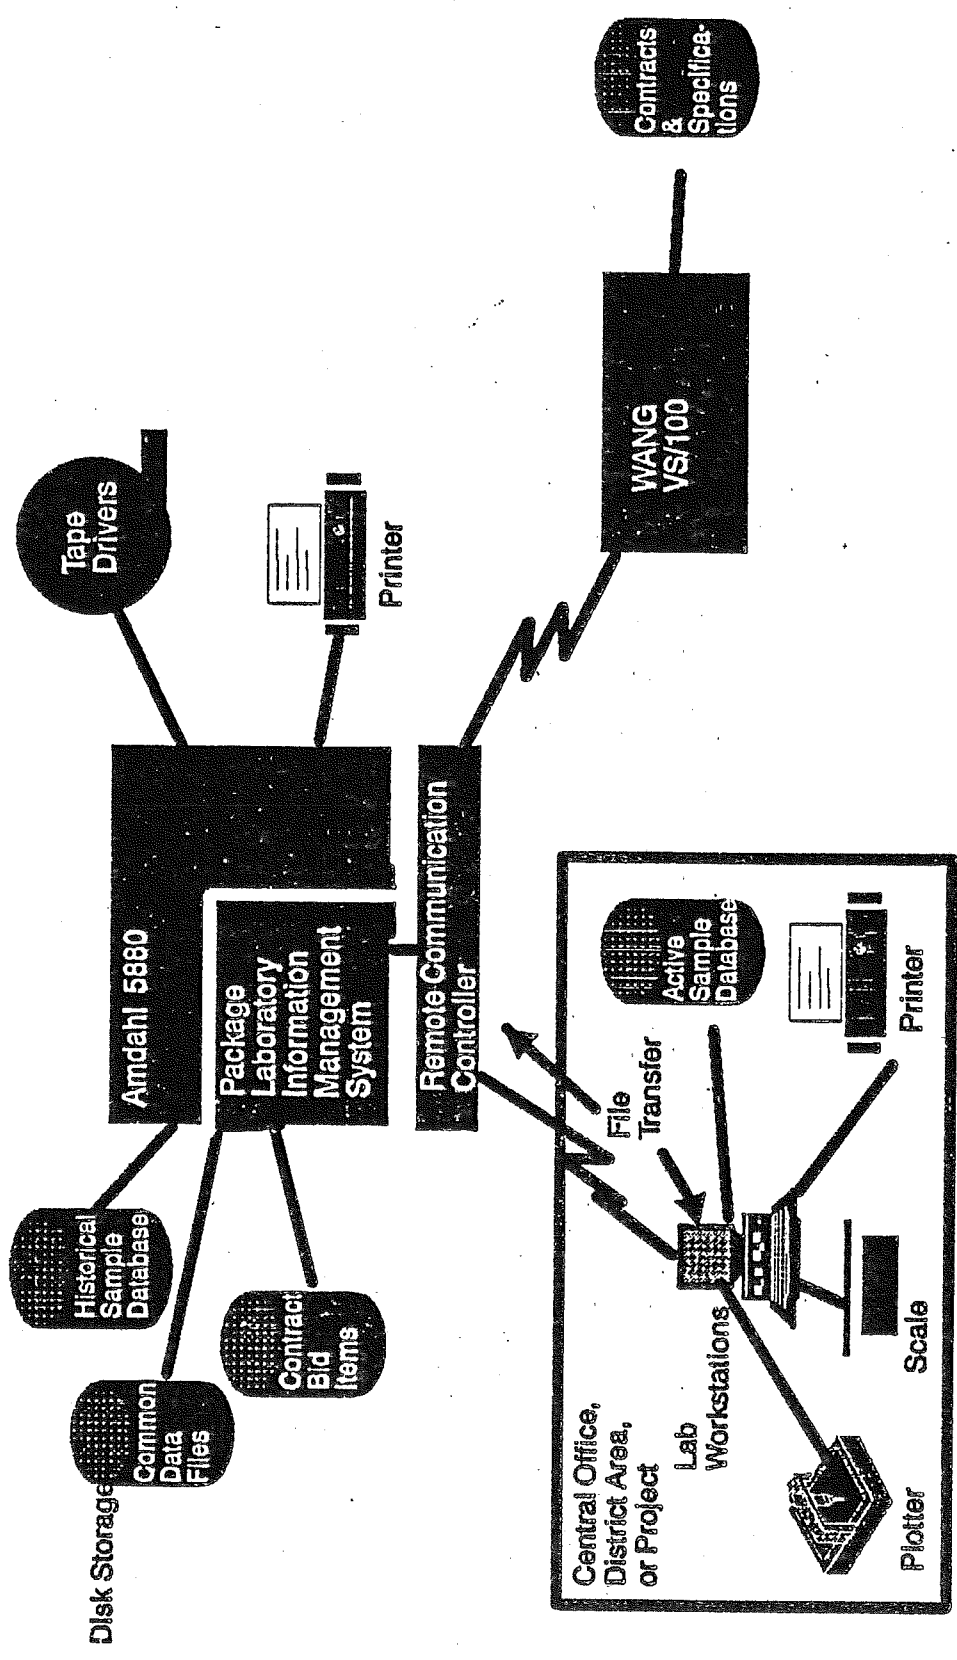 Disk Storage
Common
Data
Files
Historical
Sample
Database
Contract
Bid
Items
Amdahl 5880
Package
Laboratory
Information
Management
System
Tape
Drivers
Printer
Remote Communication
Controller
WANG
VS/100
Contracts
&
Specifica-
tions
Central Office,
District Area,
or Project
Lab
Workstations
File
Transfer
Active
Sample
Database
Plotter
Scale
Printer